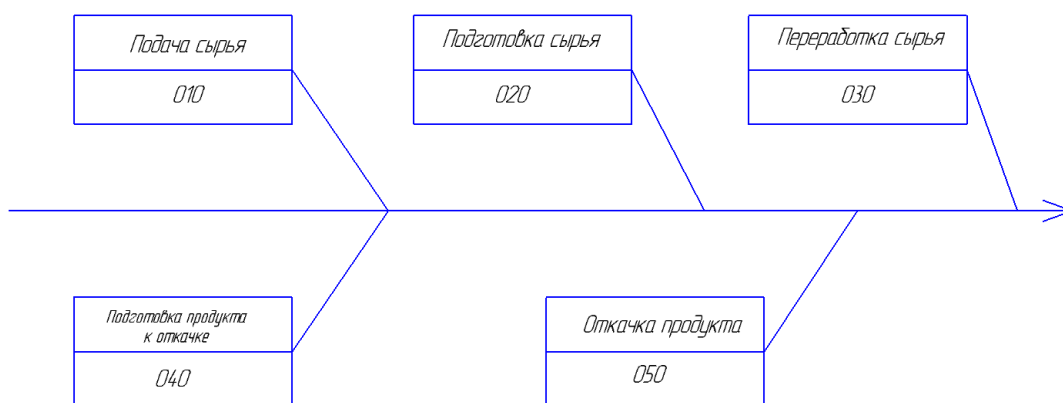 Подача сырья
010
Подготовка сырья
020
Переработка сырья
030
Подготовка продукта
к откачке
040
Откачка продукта
050